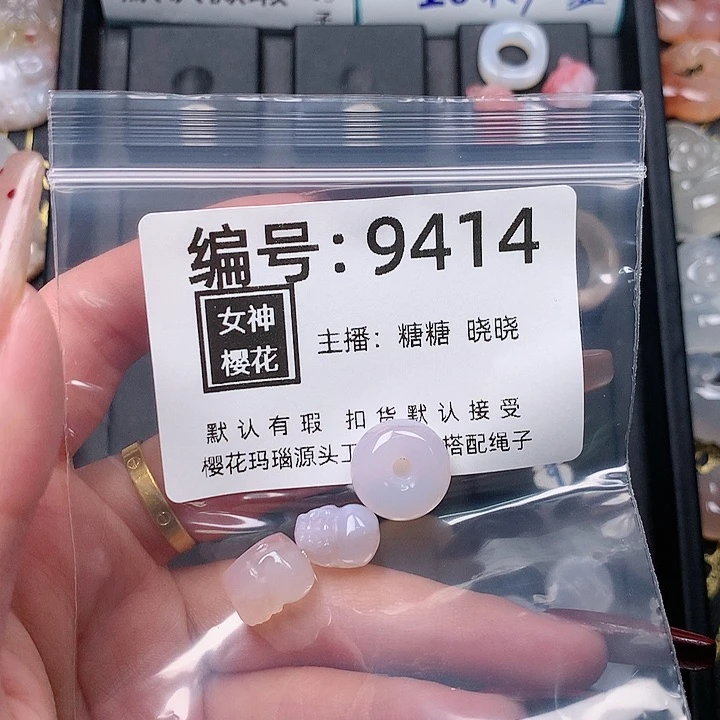 编号:9414
女神
樱花
主播: 糖糖 晓晓
默认有瑕 扣货默认接受
樱花玛瑙源头工 搭配绳子